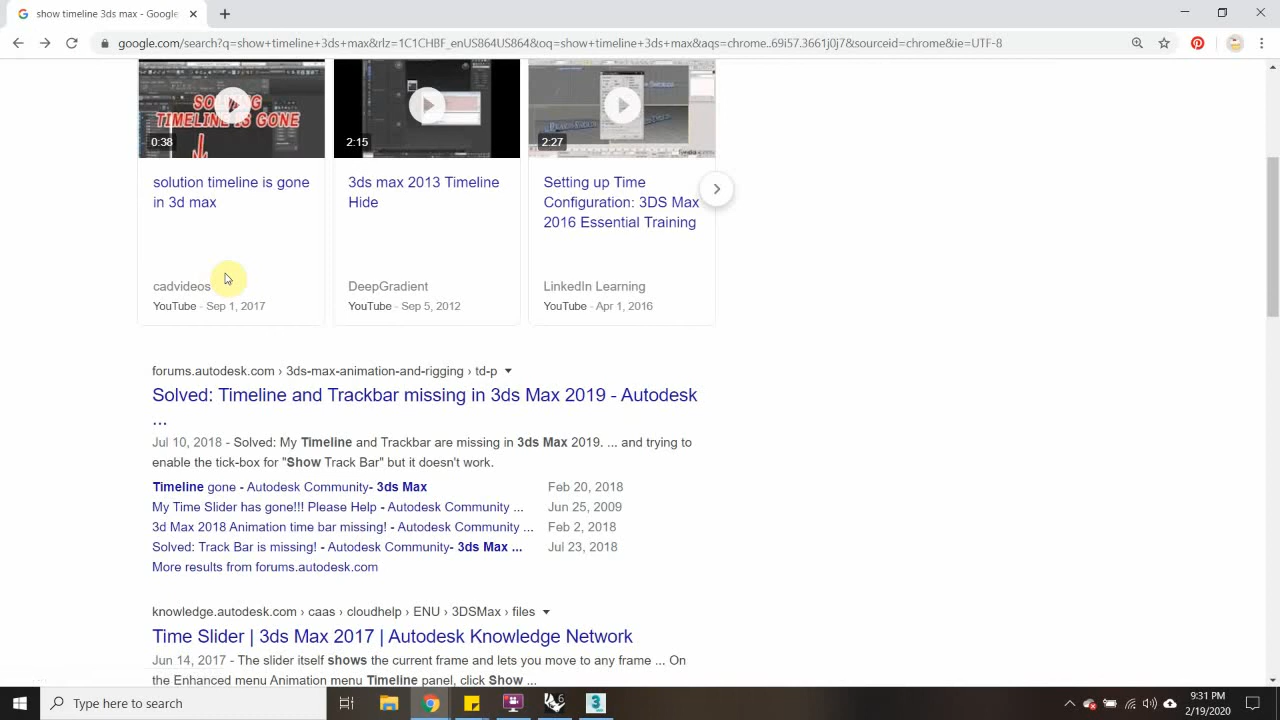 show timeline 3ds max - Google
google.com/search?q=show+timeline+3ds+max&rlz=1C1CHBF_enUS864US864&oq=show+timeline+3ds+max&aqs=chrome..69i57.3661j0j7&sourceid=chrome&ie=UTF-8
SOLVING
TIMELINE IS GONE
0:38
2:15
2:27
solution timeline is gone
in 3d max
3ds max 2013 Timeline
Hide
Setting up Time
Configuration: 3DS Max
2016 Essential Training
cadvideos
YouTube - Sep 1, 2017
DeepGradient
YouTube - Sep 5, 2012
LinkedIn Learning
YouTube - Apr 1, 2016
forums.autodesk.com › 3ds-max-animation-and-rigging › td-p
Solved: Timeline and Trackbar missing in 3ds Max 2019 - Autodesk
...
Jul 10, 2018 - Solved: My Timeline and Trackbar are missing in 3ds Max 2019. ... and trying to
enable the tick-box for "Show Track Bar" but it doesn't work.
Timeline gone - Autodesk Community- 3ds Max Feb 20, 2018
My Time Slider has gone!!! Please Help - Autodesk Community ... Jun 25, 2009
3d Max 2018 Animation time bar missing! - Autodesk Community ... Feb 2, 2018
Solved: Track Bar is missing! - Autodesk Community- 3ds Max ... Jul 23, 2018
More results from forums.autodesk.com
knowledge.autodesk.com › caas › cloudhelp › ENU › 3DSMax › files
Time Slider | 3ds Max 2017 | Autodesk Knowledge Network
Jun 14, 2017 - The slider itself shows the current frame and lets you move to any frame ... On
the Enhanced menu Animation menu Timeline panel, click Show ...
Type here to search
9:31 PM
2/19/2020